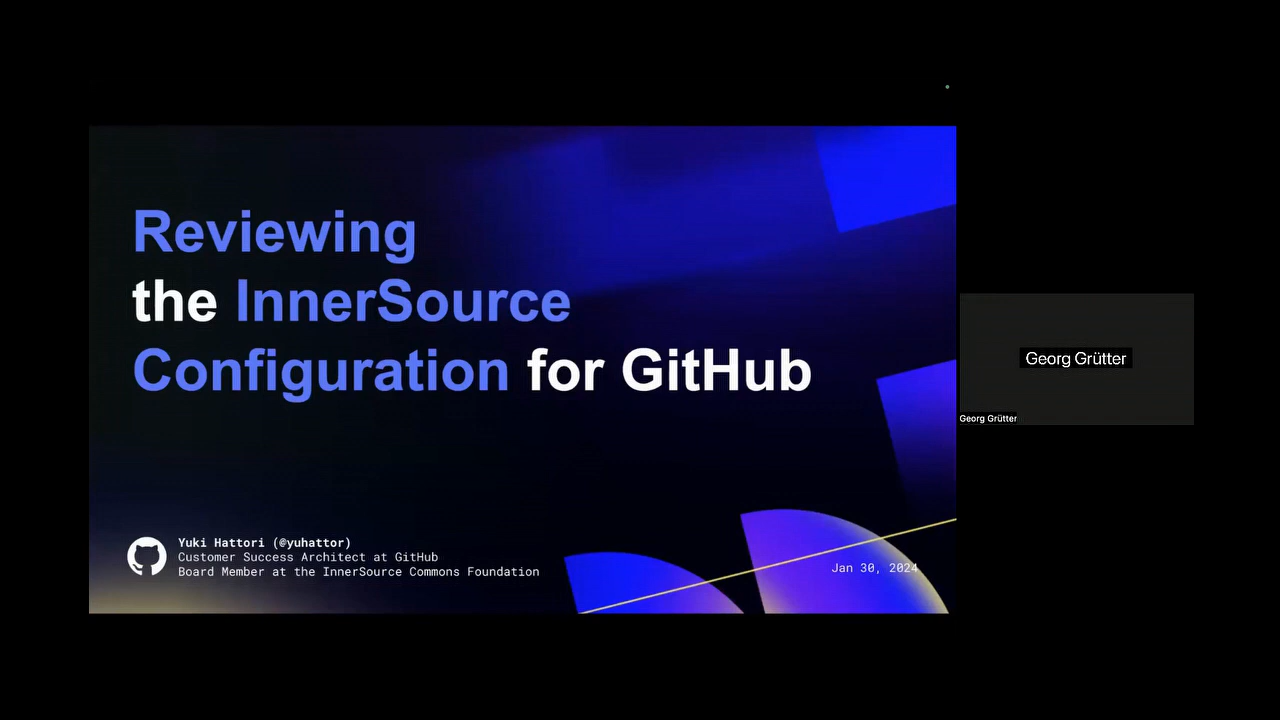 Reviewing
the InnerSource
Configuration for GitHub
Yuki Hattori (@yuhattor)
Customer Success Architect at GitHub
Board Member at the InnerSource Commons Foundation
Jan 30, 2024
Georg Grütter
Georg Grütter